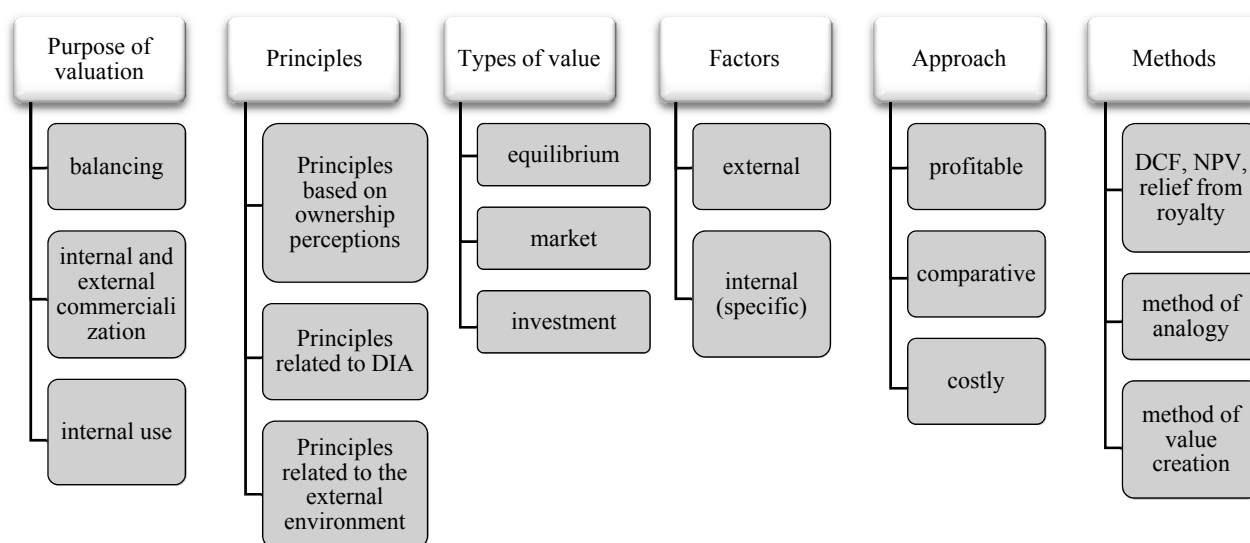 Purpose of
valuation
balancing
internal and
external
commerciali
zation
internal use
Principles
Principles
based on
ownership
perceptions
Principles
related to DIA
Principles
related to the
external
environment
Types of value
equilibrium
market
investment
Factors
external
internal
(specific)
Approach
profitable
comparative
costly
Methods
DCF, NPV,
relief from
royalty
method of
analogy
method of
value
creation